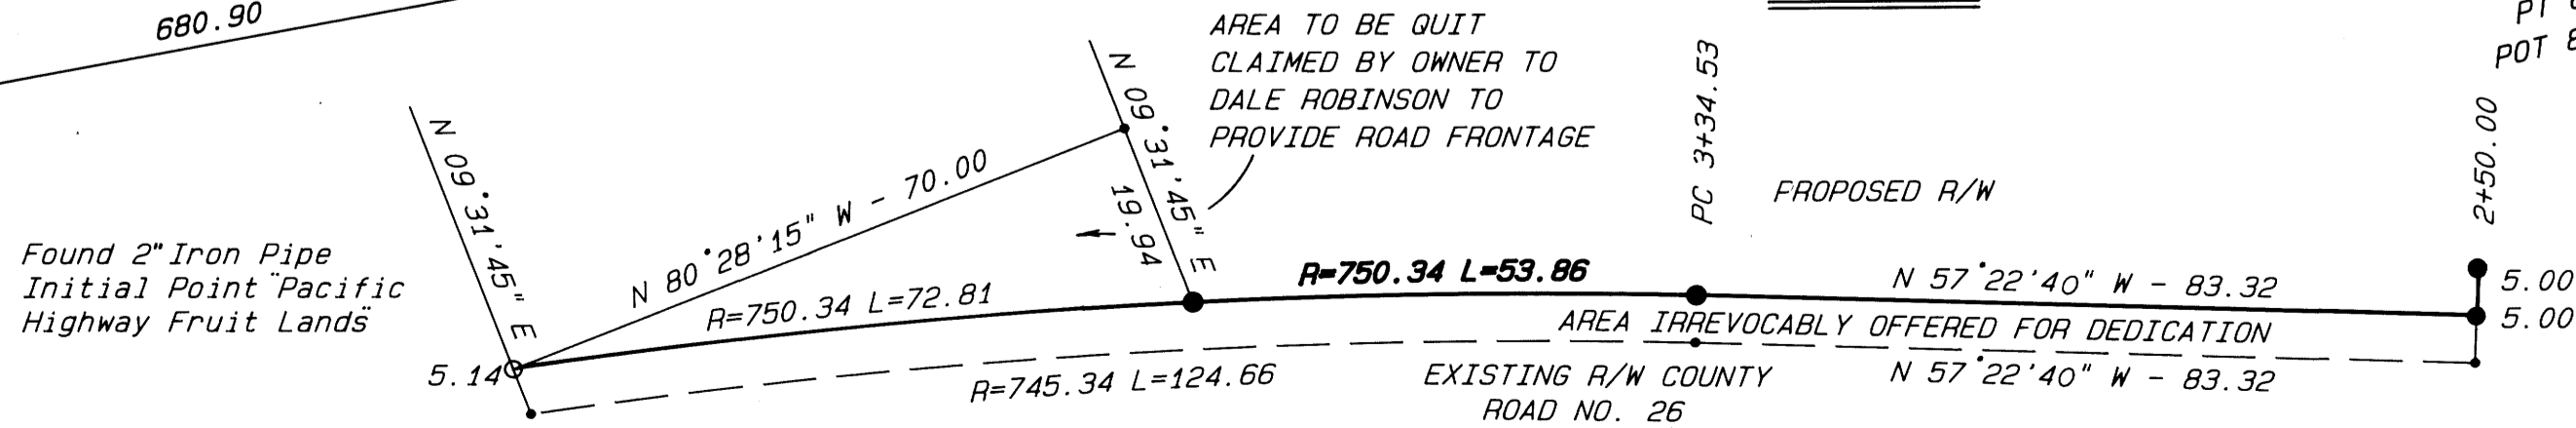 680.90
AREA TO BE QUIT
CLAIMED BY OWNER TO
DALE ROBINSON TO
PROVIDE ROAD FRONTAGE
N 09°31'45" E
19.94
N 09°31'45" E
N 80°28'15" W - 70.00
PC 3+34.53
2+50.00
POT
PROPOSED R/W
Found 2" Iron Pipe
Initial Point "Pacific
Highway Fruit Lands"
R=750.34 L=72.81
R=750.34 L=53.86
N 57°22'40" W - 83.32
5.00
5.00
AREA IRREVOCABLY OFFERED FOR DEDICATION
5.14
R=745.34 L=124.66
EXISTING R/W COUNTY
ROAD NO. 26
N 57°22'40" W - 83.32